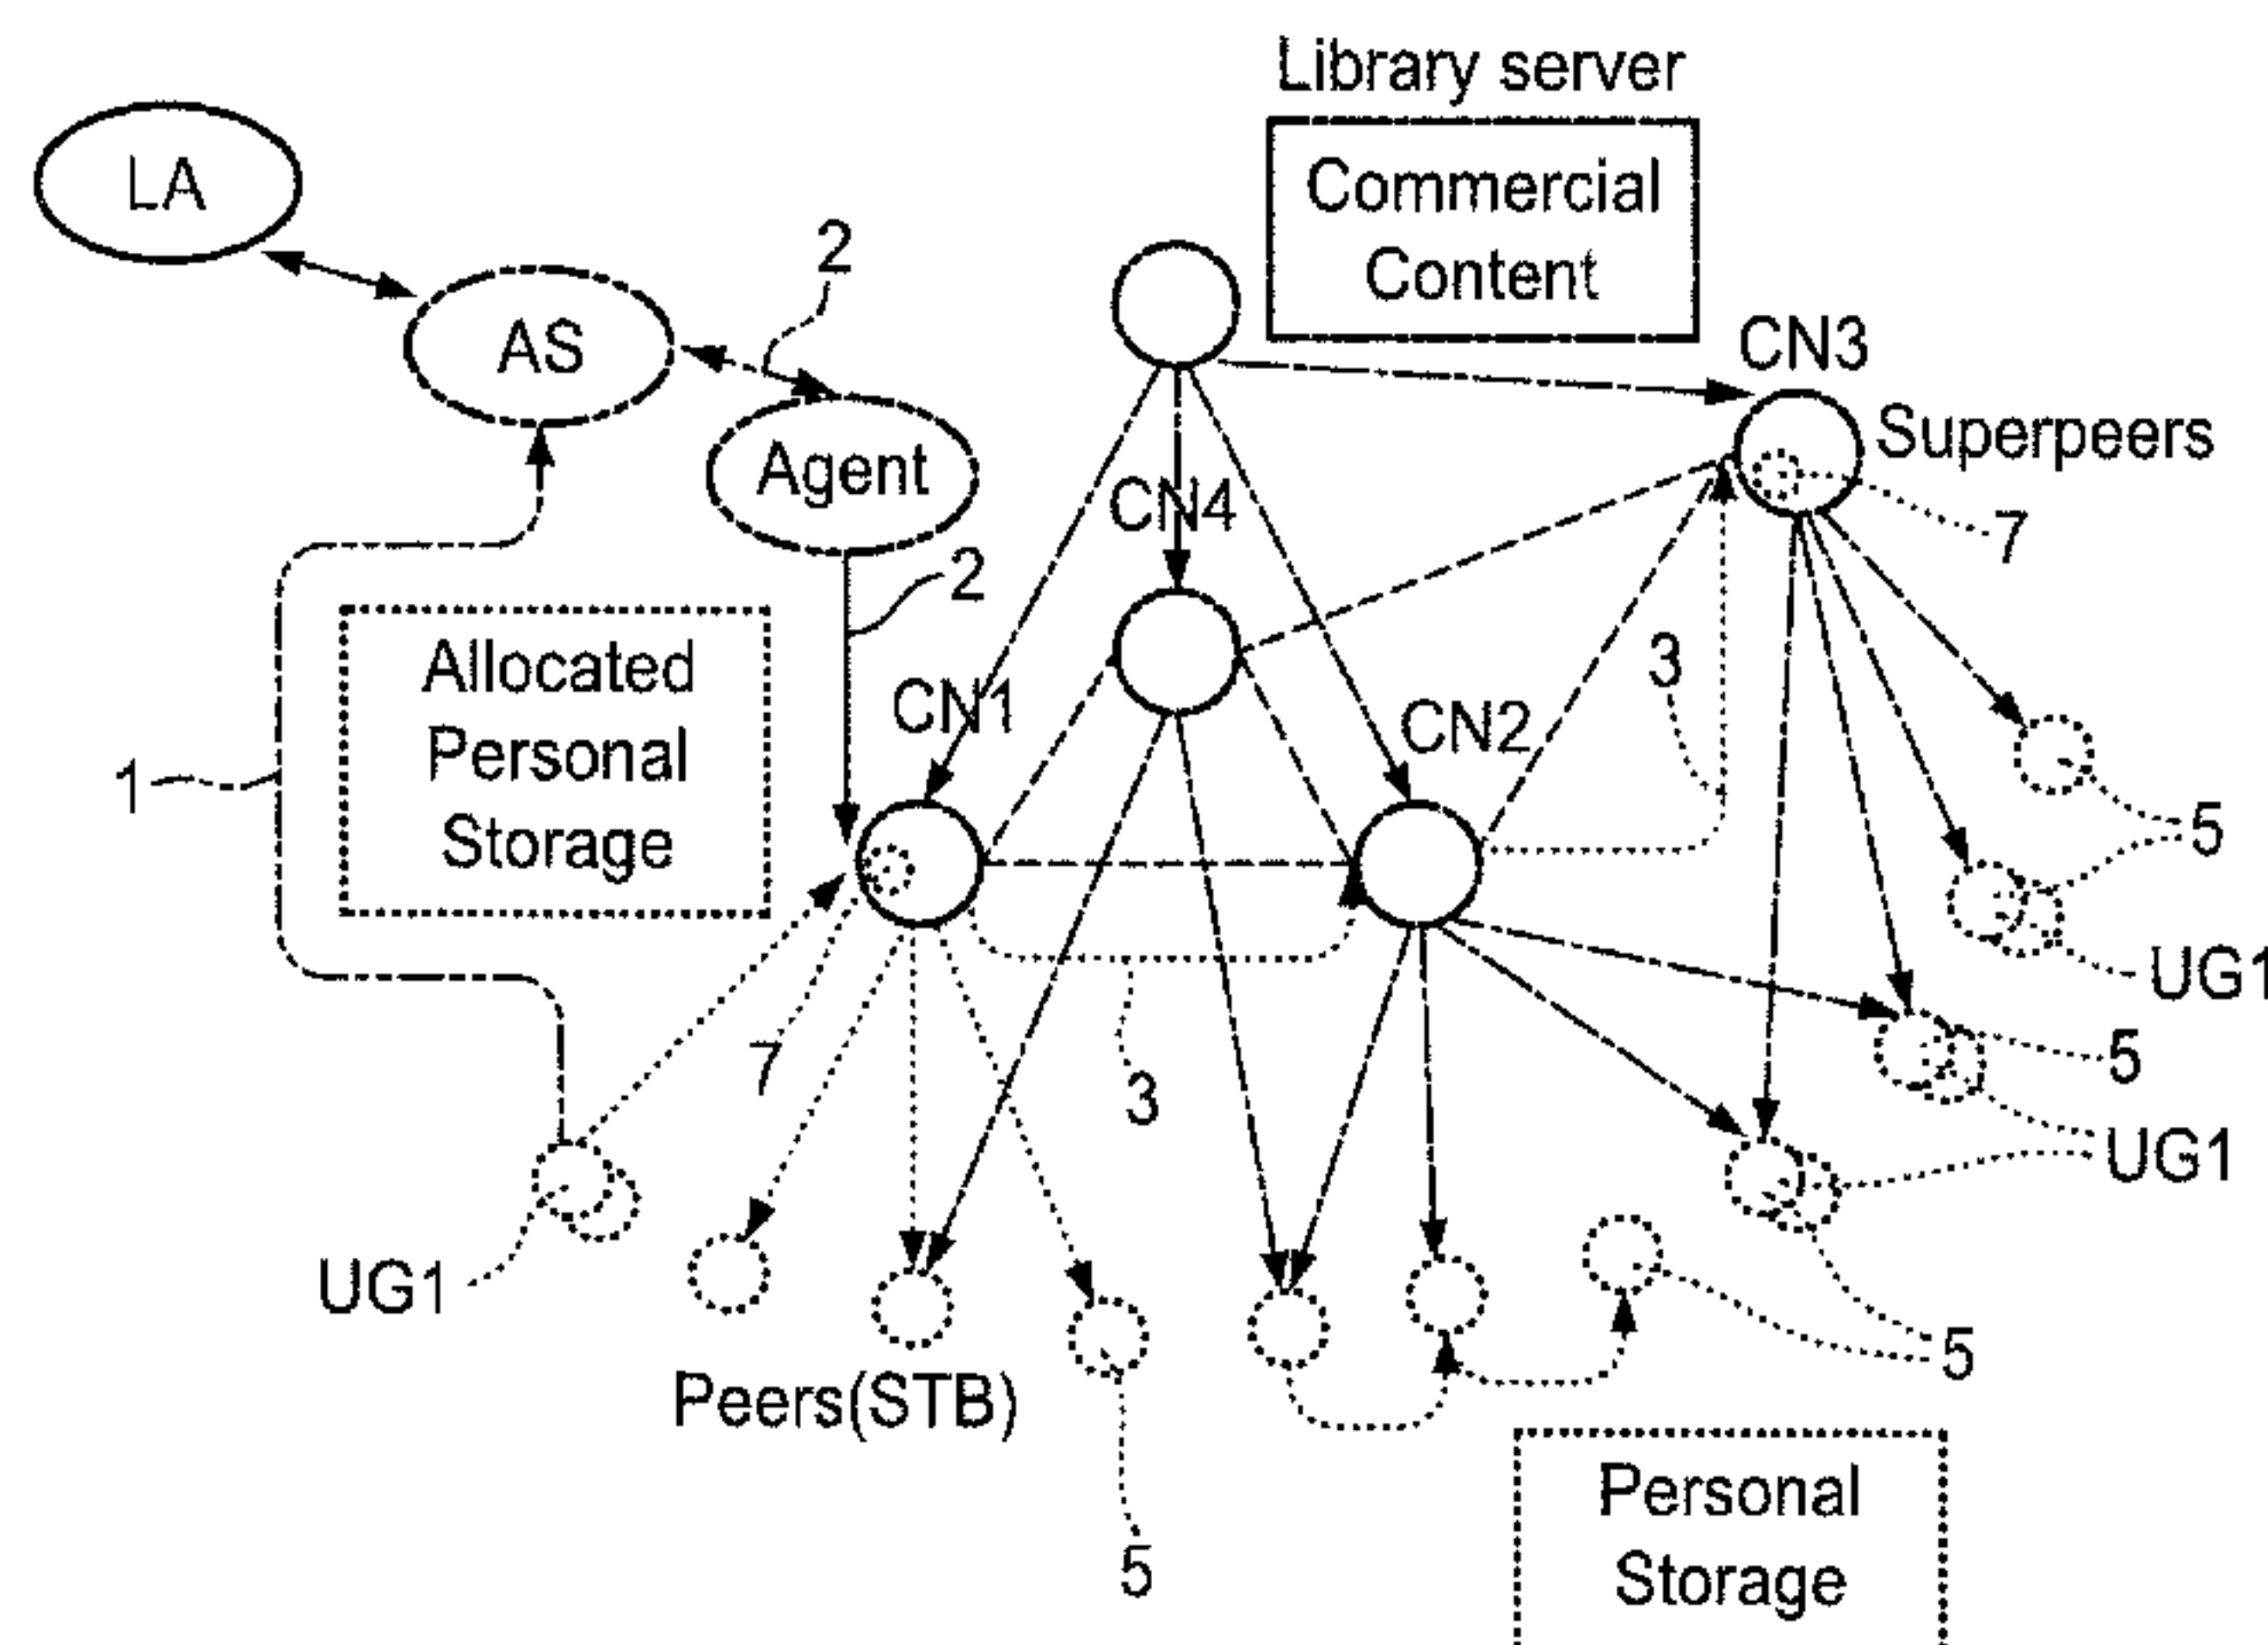 Library server
Commercial
Content
LA
2
AS
CN3
Superpeers
Agent
CN4
7
2
Allocated
Personal
Storage
3
CN1
CN2
1
5
UG1
7
3
5
UG1
UG1
5
Peers(STB)
5
Personal
Storage